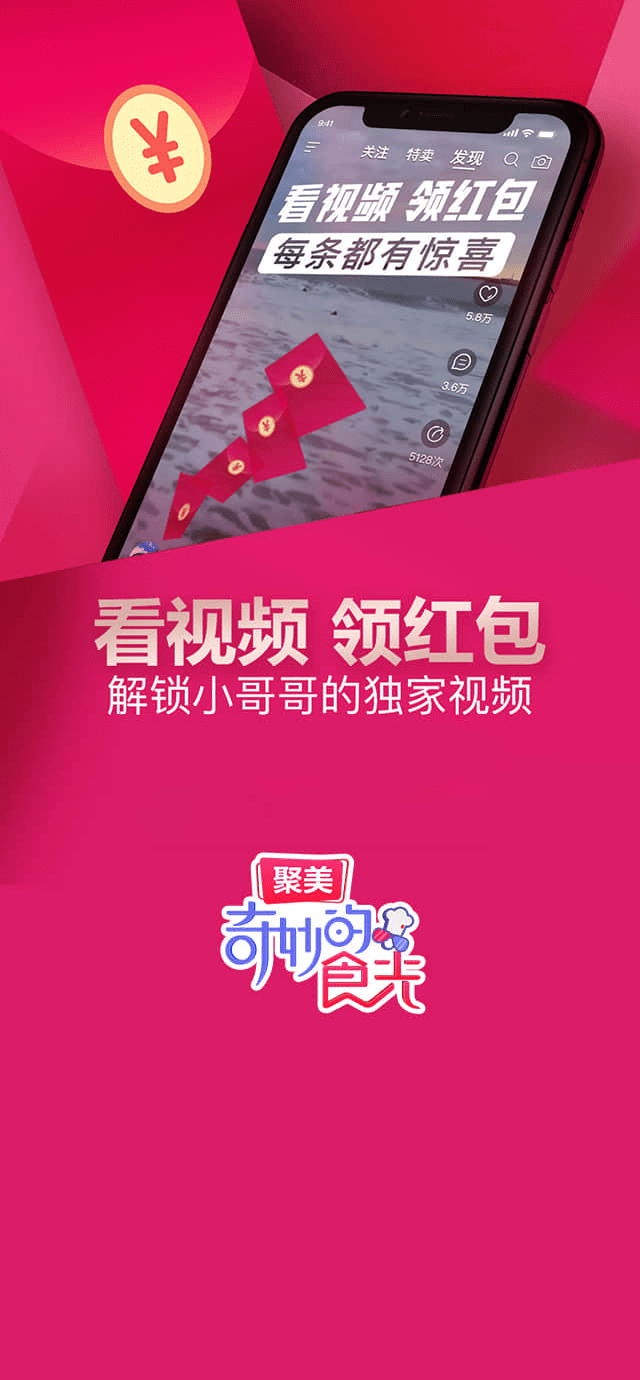 9:41
关注 特卖 发现
看视频 领红包
每条都有惊喜
5.8万
3.6万
5128次
¥
¥
¥
¥
¥
看视频 领红包
解锁小哥哥的独家视频
聚美
奇妙的
食光